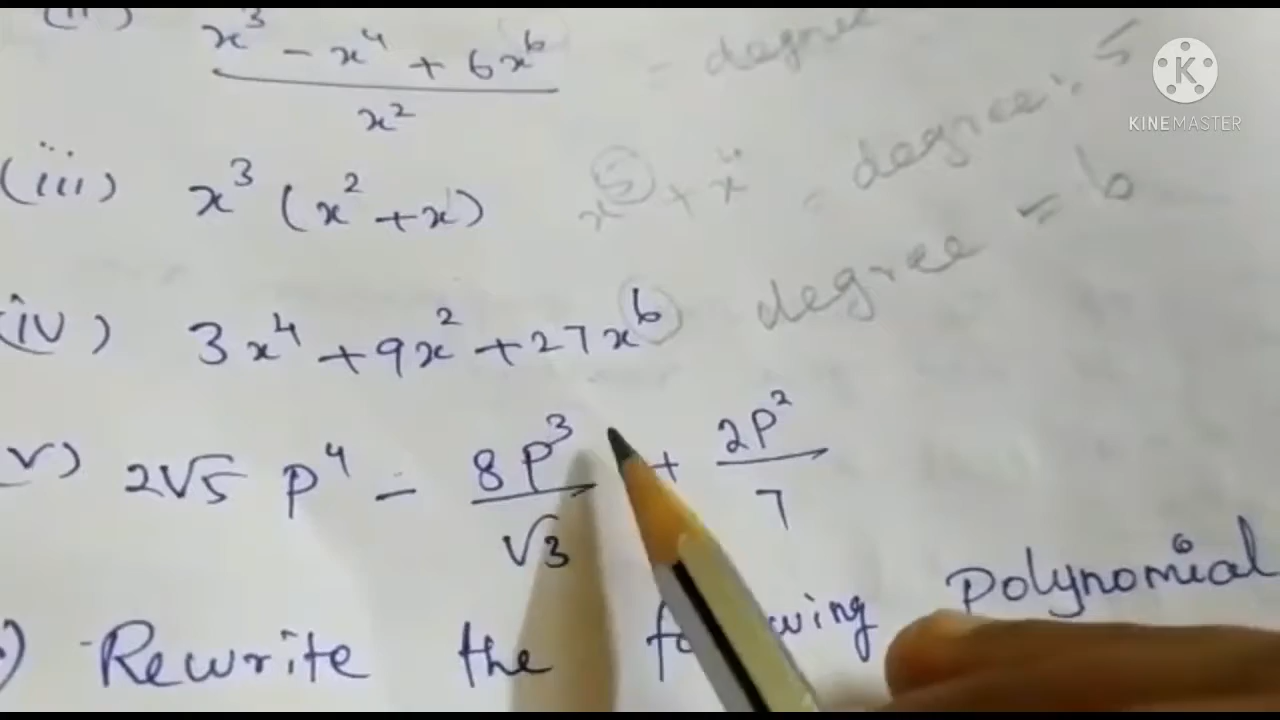 (ii) x³ - x⁴ + 6x⁶ = degree
x²
(iii) x³ (x² + x) x⁵ + x⁴ = degree: 5
(iv) 3x⁴ + 9x² + 27x⁶ degree = 6
v) 2√5 p⁴ - 8p³/√3 + 2p²/7
Rewrite the polynomial
KINEMASTER